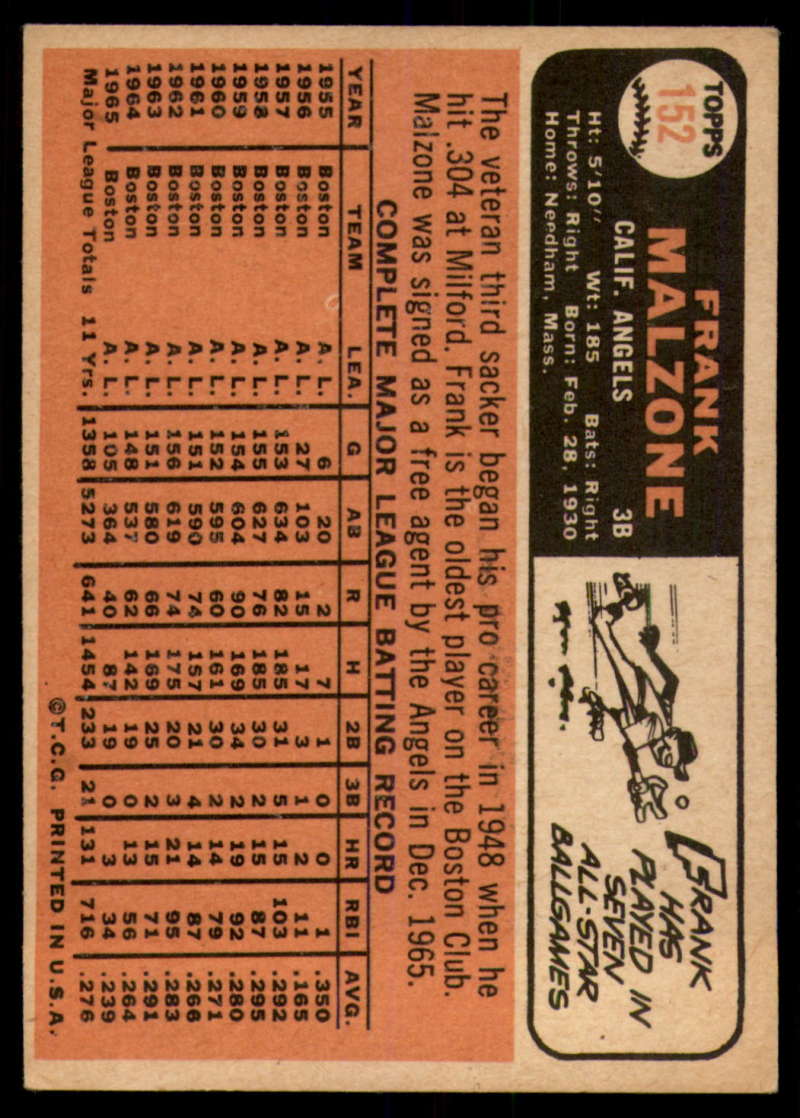 TOPPS
152
FRANK
MALZONE
CALIF. ANGELS 3B
Ht: 5'10" Wt: 185 Bats: Right
Throws: Right Born: Feb. 28, 1930
Home: Needham, Mass.
FRANK
HAS
PLAYED IN
SEVEN
ALL-STAR
BALLGAMES
The veteran third sacker began his pro career in 1948 when he
hit .304 at Milford. Frank is the oldest player on the Boston Club.
Malzone was signed as a free agent by the Angels in Dec. 1965.
COMPLETE MAJOR LEAGUE BATTING RECORD
YEAR TEAM LEA. G AB R H 2B 3B HR RBI AVG.
1955 Boston A. L. 6 20 2 7 1 0 0 1 .350
1956 Boston A. L. 27 103 15 17 3 1 2 11 .165
1957 Boston A. L. 153 634 82 185 31 5 15 103 .292
1958 Boston A. L. 155 627 76 185 30 2 15 87 .295
1959 Boston A. L. 154 604 90 169 34 2 19 92 .280
1960 Boston A. L. 152 595 60 161 30 2 14 79 .271
1961 Boston A. L. 151 590 74 157 21 4 14 87 .266
1962 Boston A. L. 156 619 74 175 20 3 21 95 .283
1963 Boston A. L. 151 580 66 169 25 2 15 71 .291
1964 Boston A. L. 148 537 62 142 19 0 13 56 .264
1965 Boston A. L. 105 364 40 87 19 0 3 34 .239
Major League Totals 11 Yrs. 1358 5273 641 1454 233 21 131 716 .276
©T.C.G. PRINTED IN U.S.A.